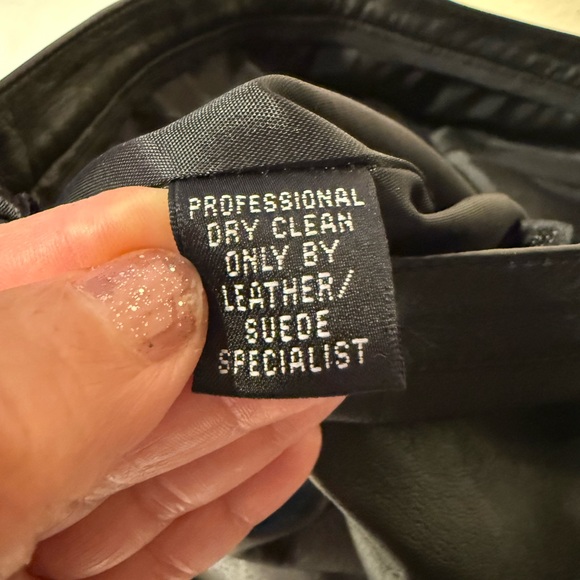 PROFESSIONAL
DRY CLEAN
ONLY BY
LEATHER/
SUEDE
SPECIALIST